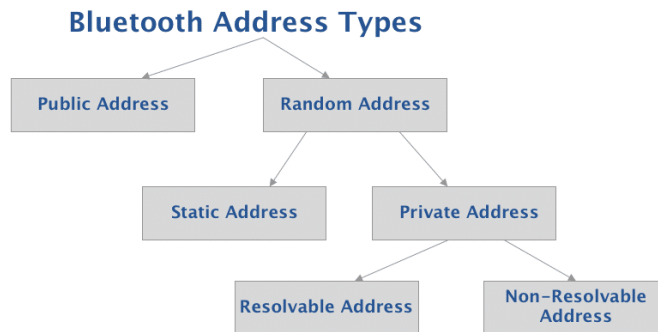 Bluetooth Address Types
Public Address
Random Address
Static Address
Private Address
Resolvable Address
Non-Resolvable
Address